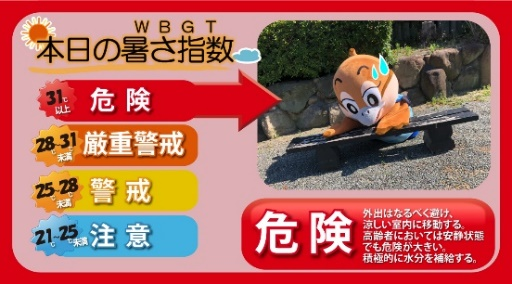 WBGT
本日の暑さ指数
31℃以上 危険
28~31℃未満 厳重警戒
25~28℃未満 警戒
21~25℃未満 注意
危険
外出はなるべく避け、
涼しい室内に移動する。
高齢者においては安静状態
でも危険が大きい。
積極的に水分を補給する。